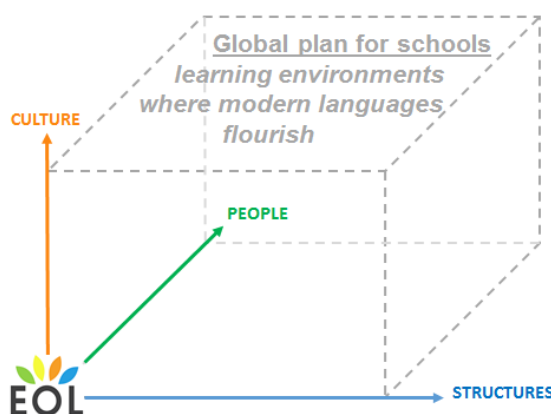 Global plan for schools
learning environments
where modern languages
flourish
CULTURE
PEOPLE
EOL
STRUCTURES